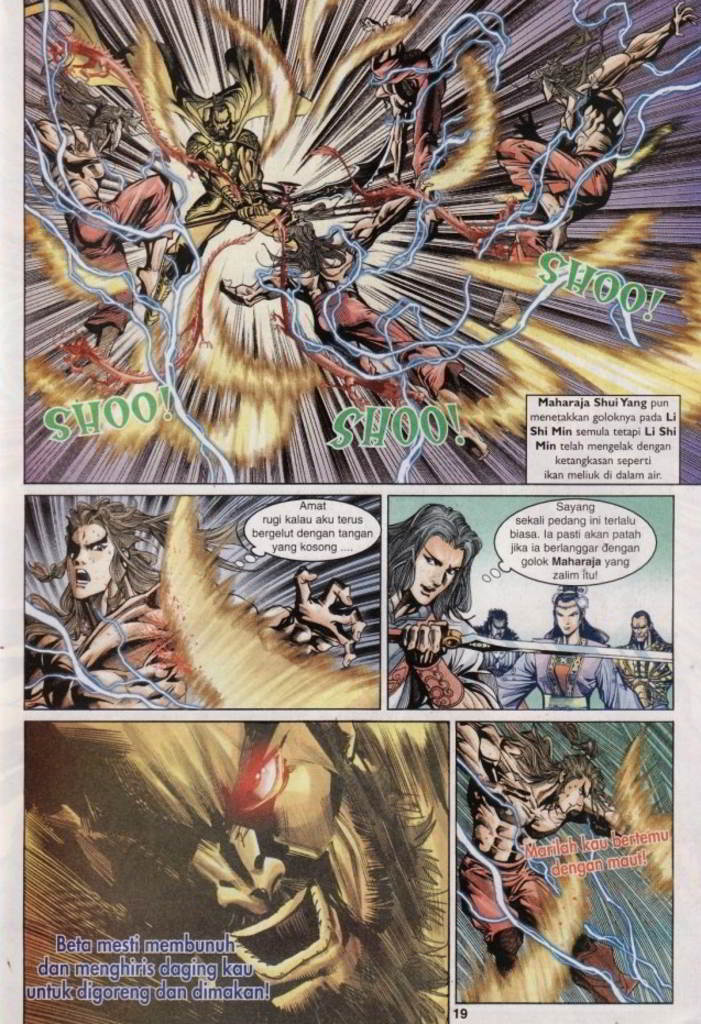 SHOO!
SHOO!
SHOO!
Maharaja Shui Yang pun
menetakkan goloknya pada Li
Shi Min semula tetapi Li Shi
Min telah mengelak dengan
ketangkasan seperti
ikan meliuk di dalam air.
Amat
rugi kalau aku terus
bergelut dengan tangan
yang kosong ....
Sayang
sekali pedang ini terlalu
biasa. Ia pasti akan patah
jika ia berlanggar dengan
golok Maharaja yang
zalim itu!
Beta mesti membunuh
dan menghiris daging kau
untuk digoreng dan dimakan!
Marilah kau bertemu
dengan maut!
19